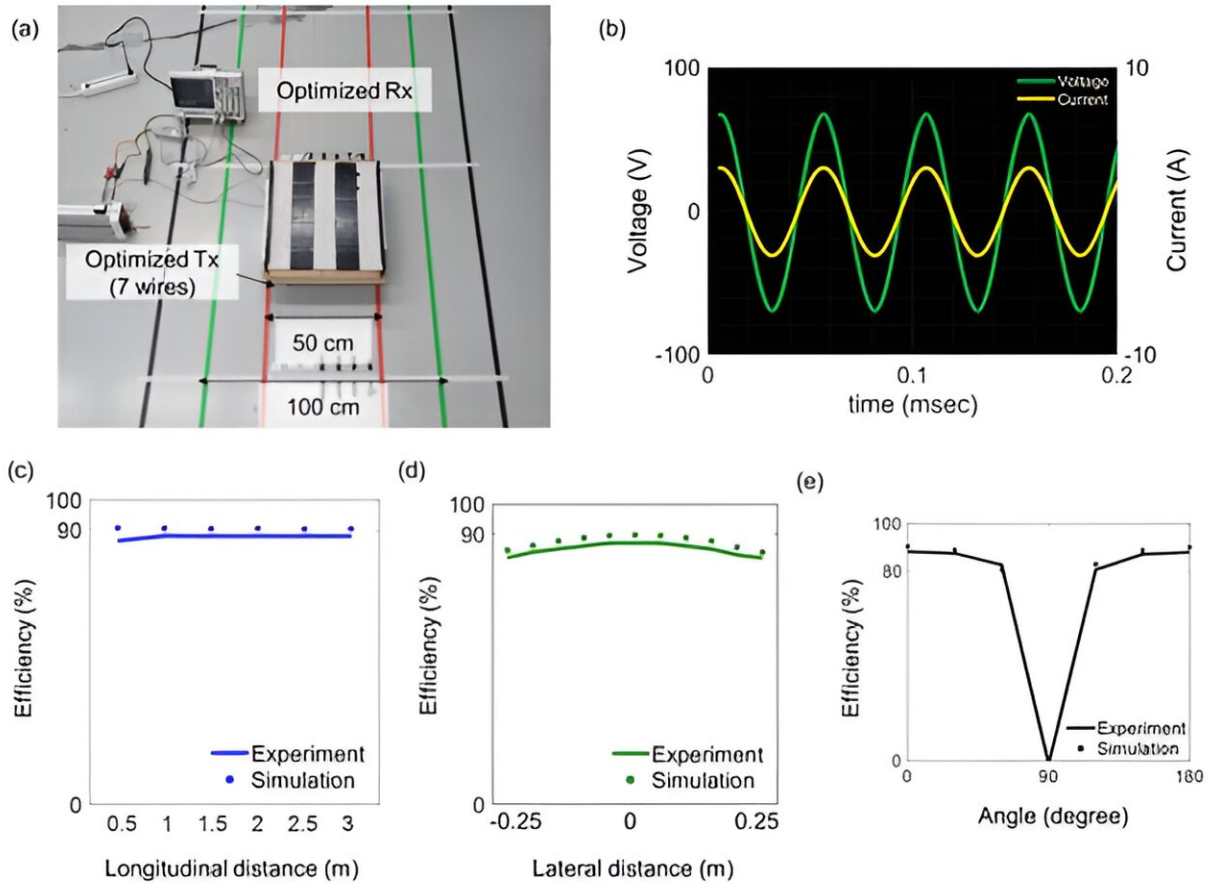 (a)
Optimized Rx
Optimized Tx
(7 wires)
50 cm
100 cm
(b)
100
10
Voltage
Current
Voltage (V)
0
Current (A)
-100
-10
0
0.1
0.2
time (msec)
(c)
100
90
Efficiency (%)
Experiment
Simulation
0
0.5
1
1.5
2
2.5
3
Longitudinal distance (m)
(d)
100
90
Efficiency (%)
Experiment
Simulation
0
-0.25
0
0.25
Lateral distance (m)
(e)
100
80
Efficiency (%)
Experiment
Simulation
0
0
90
180
Angle (degree)